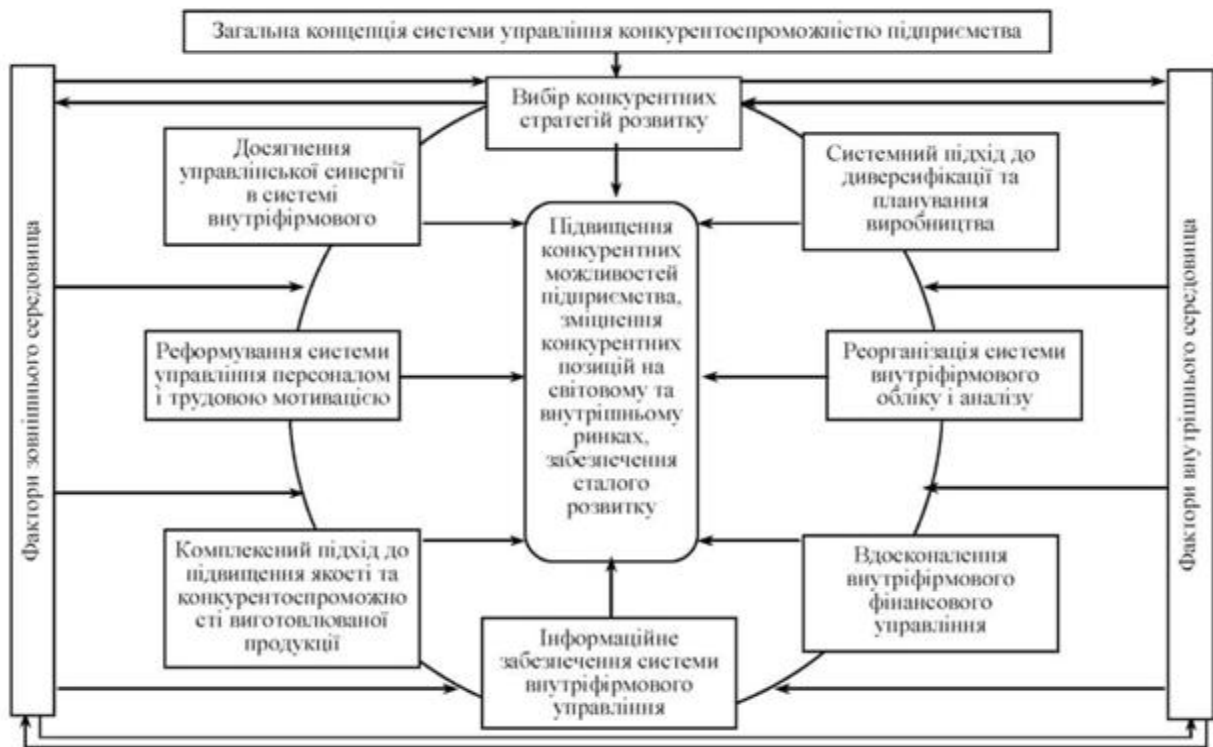 Загальна концепція системи управління конкурентоспроможністю підприємства
Вибір конкурентних
стратегій розвитку
Досягнення
управлінської синергії
в системі
внутріфірмового
Системний підхід до
диверсифікації та
планування
виробництва
Фактори зовнішнього середовища
Підвищення
конкурентних
можливостей
підприємства,
зміцнення
конкурентних
позицій на
світовому та
внутрішньому
ринках,
забезпечення
сталого
розвитку
Фактори внутрішнього середовища
Реформування системи
управління персоналом
і трудовою мотивацією
Реорганізація системи
внутріфірмового
обліку і аналізу
Комплексний підхід до
підвищення якості та
конкурентоспроможно
сті виготовлюваної
продукції
Вдосконалення
внутріфірмового
фінансового
управління
Інформаційне
забезпечення системи
внутріфірмового
управління